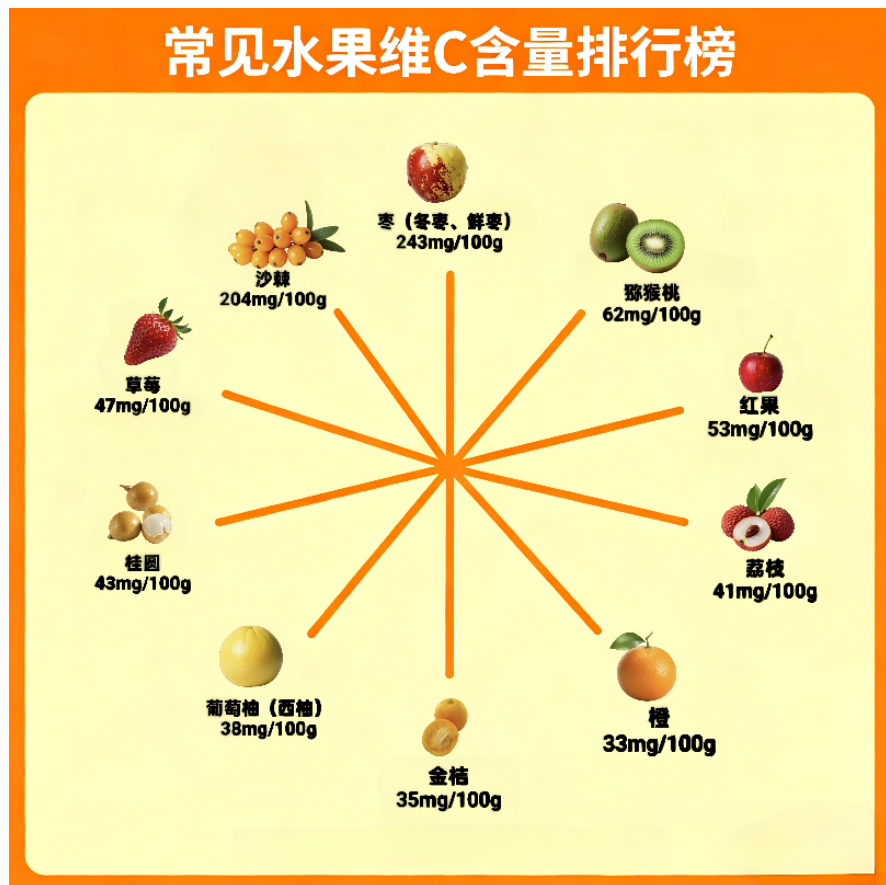 常见水果维C含量排行榜
枣（冬枣、鲜枣）
243mg/100g
沙棘
204mg/100g
猕猴桃
62mg/100g
草莓
47mg/100g
红果
53mg/100g
桂圆
43mg/100g
荔枝
41mg/100g
葡萄柚（西柚）
38mg/100g
橙
33mg/100g
金桔
35mg/100g